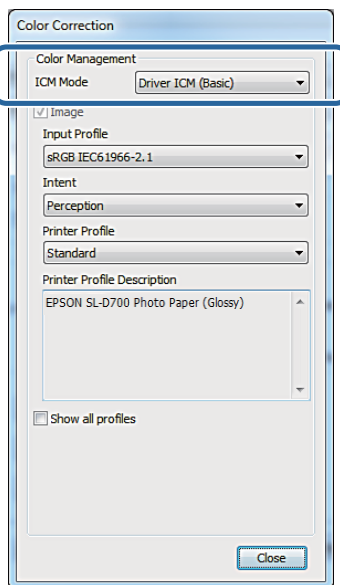 Color Correction
Color Management
ICM Mode Driver ICM (Basic)
Image
Input Profile
sRGB IEC61966-2.1
Intent
Perception
Printer Profile
Standard
Printer Profile Description
EPSON SL-D700 Photo Paper (Glossy)
Show all profiles
Close